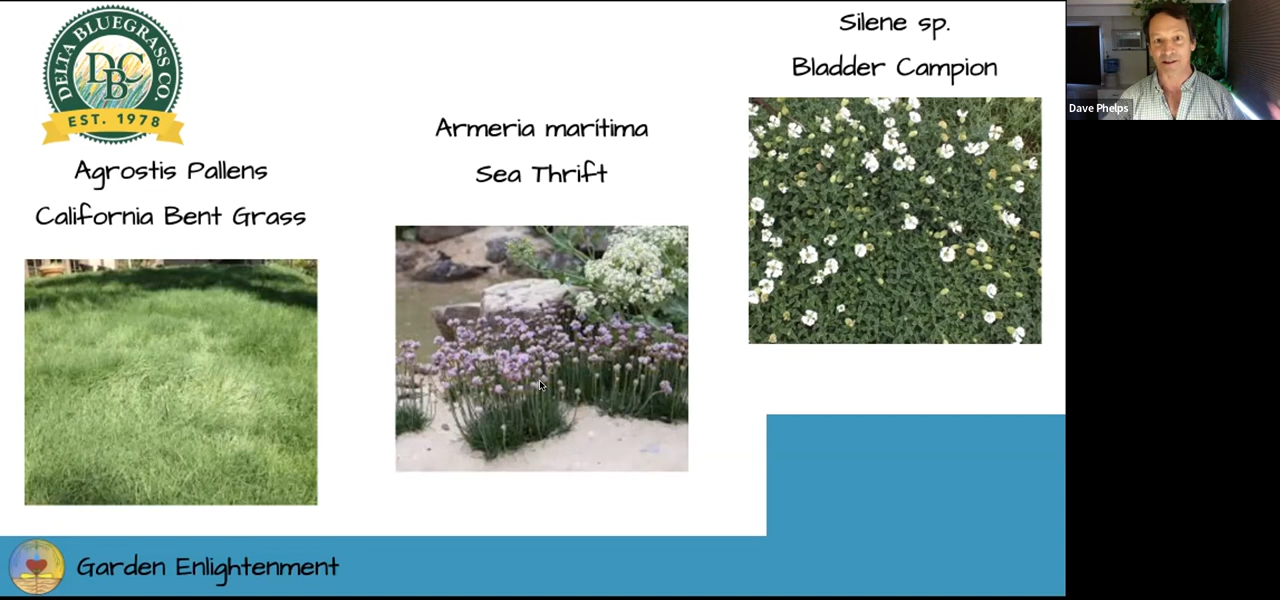 DELTA BLUEGRASS CO.
DBC
EST. 1978
Agrostis Pallens
California Bent Grass
Armeria marítima
Sea Thrift
Silene sp.
Bladder Campion
Dave Phelps
Garden Enlightenment